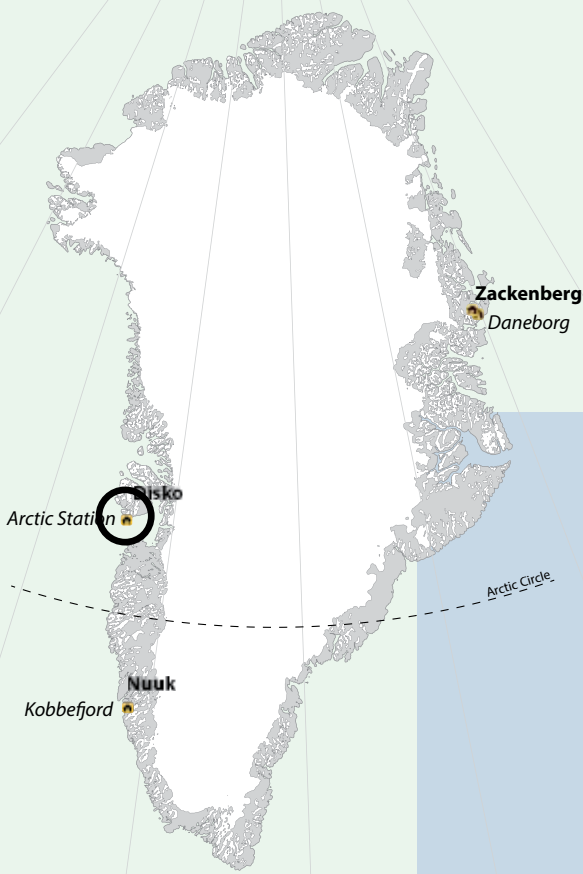 Zackenberg
Daneborg
Disko
Arctic Station
Arctic Circle
Nuuk
Kobbefjord